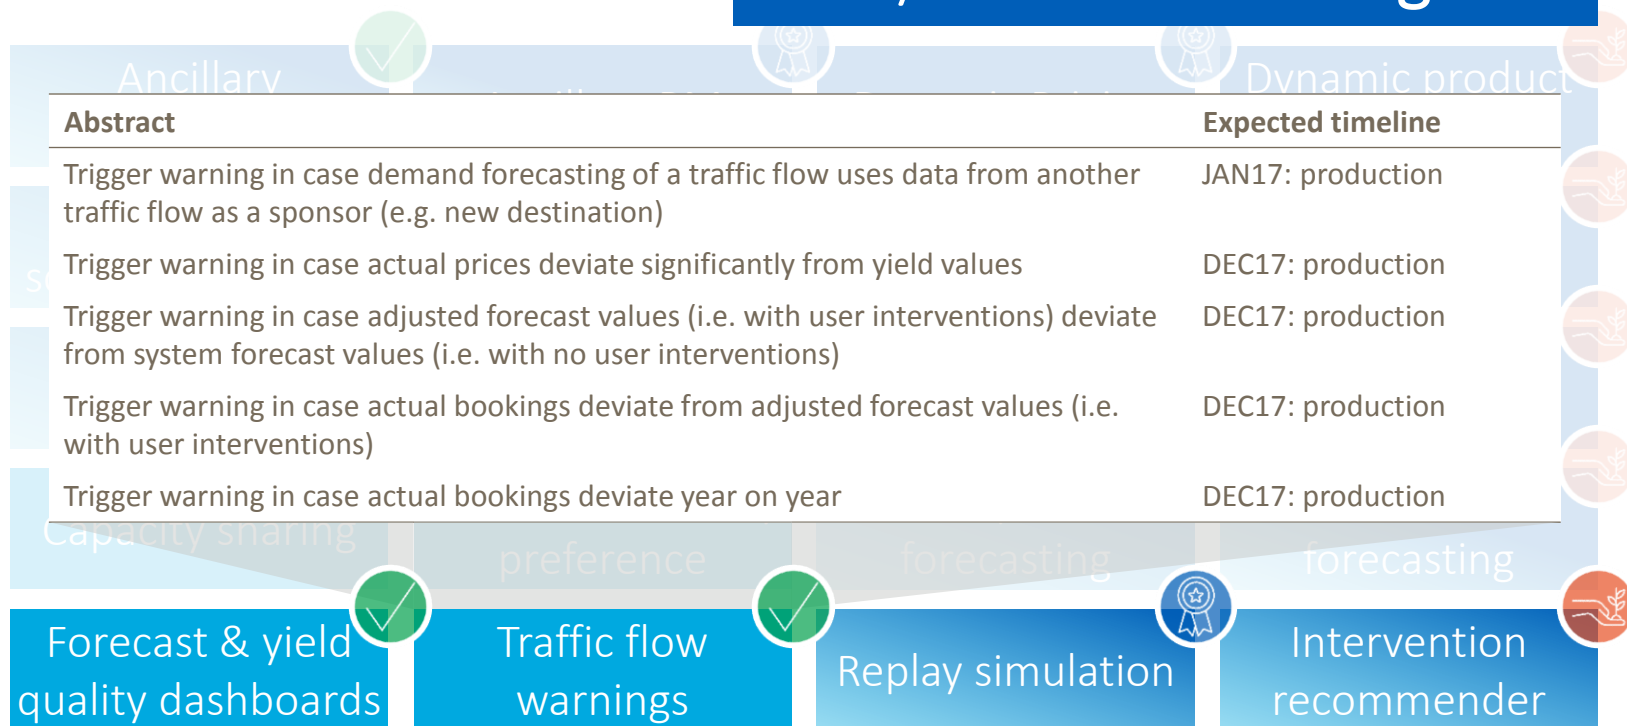 Ancillary
Dynamic product
Abstract
Expected timeline
Trigger warning in case demand forecasting of a traffic flow uses data from another
traffic flow as a sponsor (e.g. new destination)
JAN17: production
Trigger warning in case actual prices deviate significantly from yield values
DEC17: production
Trigger warning in case adjusted forecast values (i.e. with user interventions) deviate
from system forecast values (i.e. with no user interventions)
DEC17: production
Trigger warning in case actual bookings deviate from adjusted forecast values (i.e.
with user interventions)
DEC17: production
Trigger warning in case actual bookings deviate year on year
DEC17: production
Capacity sharing
preference
forecasting
forecasting
Forecast & yield
quality dashboards
Traffic flow
warnings
Replay simulation
Intervention
recommender